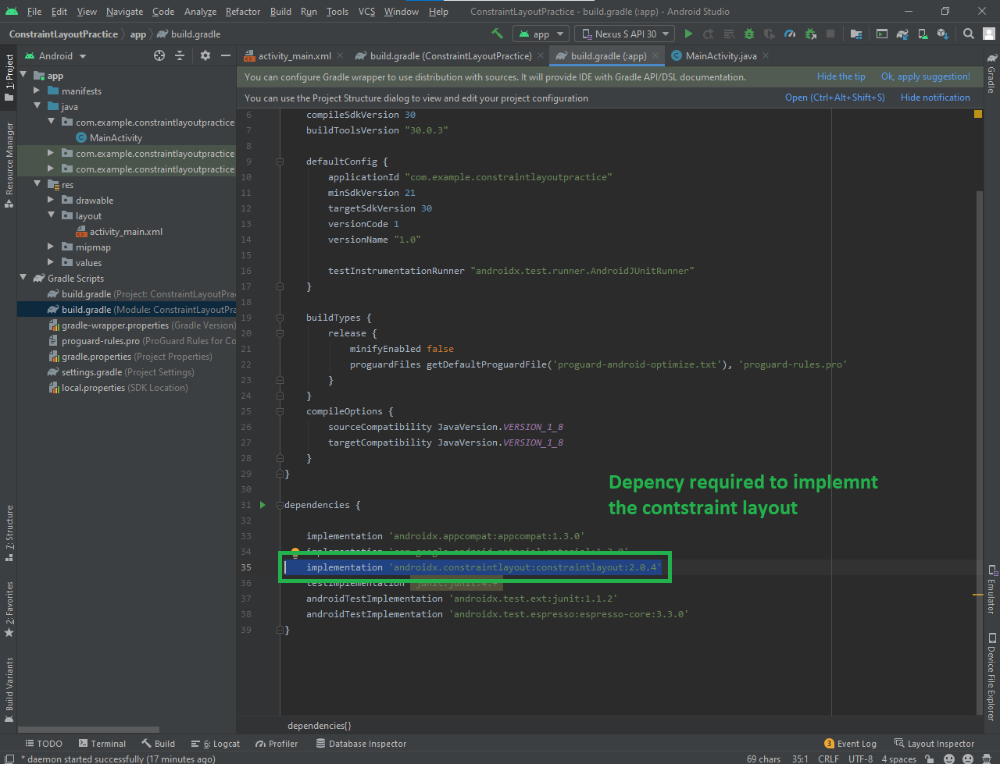 File Edit View Navigate Code Analyze Refactor Build Run Tools VCS Window Help ConstraintLayoutPractice - build.gradle (:app) - Android Studio
ConstraintLayoutPractice app build.gradle
app Nexus S API 30
Android
activity_main.xml build.gradle (ConstraintLayoutPractice) build.gradle (:app) MainActivity.java
You can configure Gradle wrapper to use distribution with sources. It will provide IDE with Gradle API/DSL documentation. Hide the tip Ok, apply suggestion!
You can use the Project Structure dialog to view and edit your project configuration Open (Ctrl+Alt+Shift+S) Hide notification
1: Project
Resource Manager
7: Structure
2: Favorites
Build Variants
app
manifests
java
com.example.constraintlayoutpractice
MainActivity
com.example.constraintlayoutpractice
com.example.constraintlayoutpractice
res
drawable
layout
activity_main.xml
mipmap
values
Gradle Scripts
build.gradle (Project: ConstraintLayoutPra
build.gradle (Module: ConstraintLayoutPra
gradle-wrapper.properties (Gradle Version)
proguard-rules.pro (ProGuard Rules for Co
gradle.properties (Project Properties)
settings.gradle (Project Settings)
local.properties (SDK Location)
6 compileSdkVersion 30
7 buildToolsVersion "30.0.3"
8
9 defaultConfig {
10 applicationId "com.example.constraintlayoutpractice"
11 minSdkVersion 21
12 targetSdkVersion 30
13 versionCode 1
14 versionName "1.0"
15
16 testInstrumentationRunner "androidx.test.runner.AndroidJUnitRunner"
17 }
18
19 buildTypes {
20 release {
21 minifyEnabled false
22 proguardFiles getDefaultProguardFile('proguard-android-optimize.txt'), 'proguard-rules.pro'
23 }
24 }
25 compileOptions {
26 sourceCompatibility JavaVersion.VERSION_1_8
27 targetCompatibility JavaVersion.VERSION_1_8
28 }
29 }
30
31 dependencies {
32
33 implementation 'androidx.appcompat:appcompat:1.3.0'
34 implementation 'com.google.android.material:material:1.3.0'
35 implementation 'androidx.constraintlayout:constraintlayout:2.0.4'
36 testImplementation 'junit:junit:4.+'
37 androidTestImplementation 'androidx.test.ext:junit:1.1.2'
38 androidTestImplementation 'androidx.test.espresso:espresso-core:3.3.0'
39 }
Depency required to implemnt
the contstraint layout
dependencies{}
Gradle
Emulator
Device File Explorer
TODO Terminal Build 6: Logcat Profiler Database Inspector 3 Event Log Layout Inspector
* daemon started successfully (17 minutes ago) 69 chars 35:1 CRLF UTF-8 4 spaces